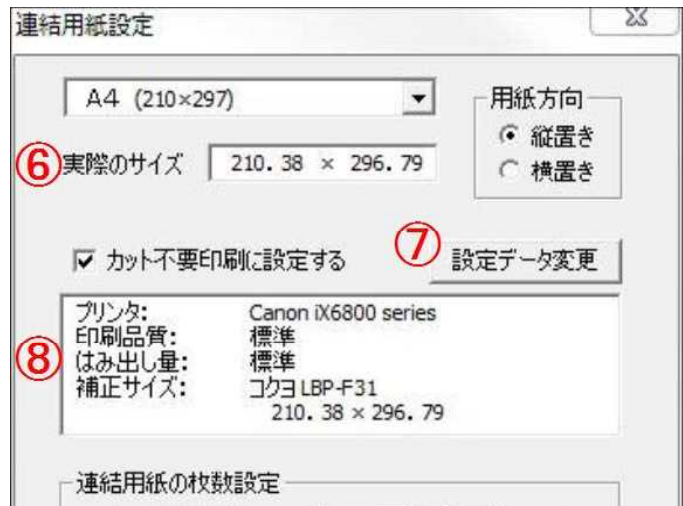 連結用紙設定
A4 (210×297)
用紙方向
縦置き
横置き
⑥ 実際のサイズ 210.38 × 296.79
カット不要印刷に設定する
⑦ 設定データ変更
⑧
プリンタ: Canon iX6800 series
印刷品質: 標準
はみ出し量: 標準
補正サイズ: コクヨ LBP-F31
210.38 × 296.79
連結用紙の枚数設定